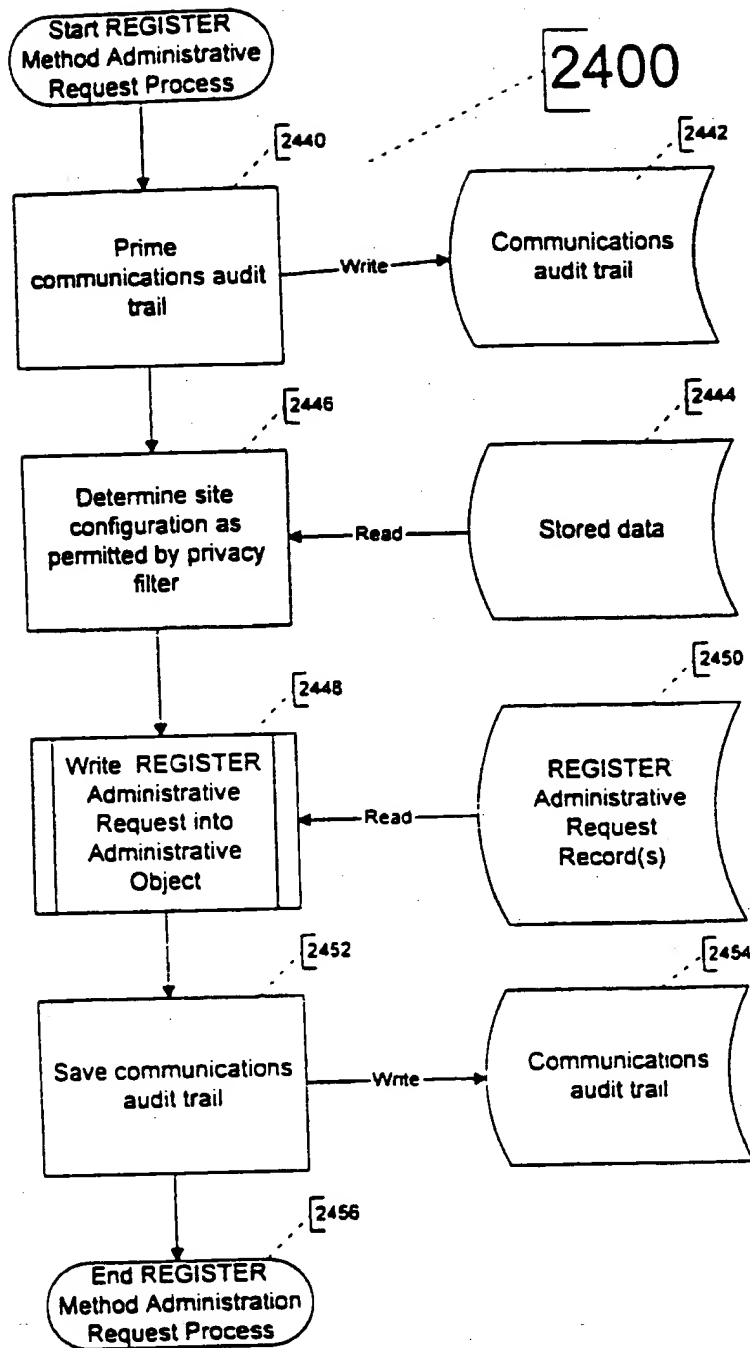 Start REGISTER
Method Administrative
Request Process
2400
2440
2442
Prime
communications audit
trail
Write
Communications
audit trail
2446
2444
Determine site
configuration as
permitted by privacy
filter
Read
Stored data
2448
2450
Write REGISTER
Administrative
Request into
Administrative
Object
Read
REGISTER
Administrative
Request
Record(s)
2452
2454
Save communications
audit trail
Write
Communications
audit trail
2456
End REGISTER
Method Administration
Request Process